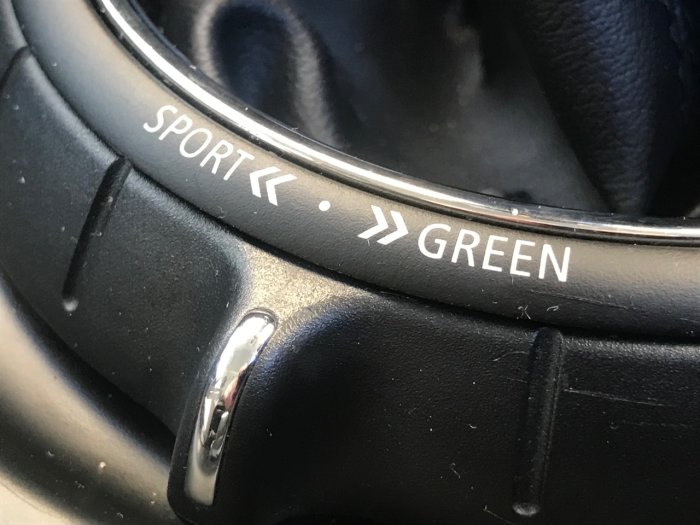 SPORT « • » GREEN